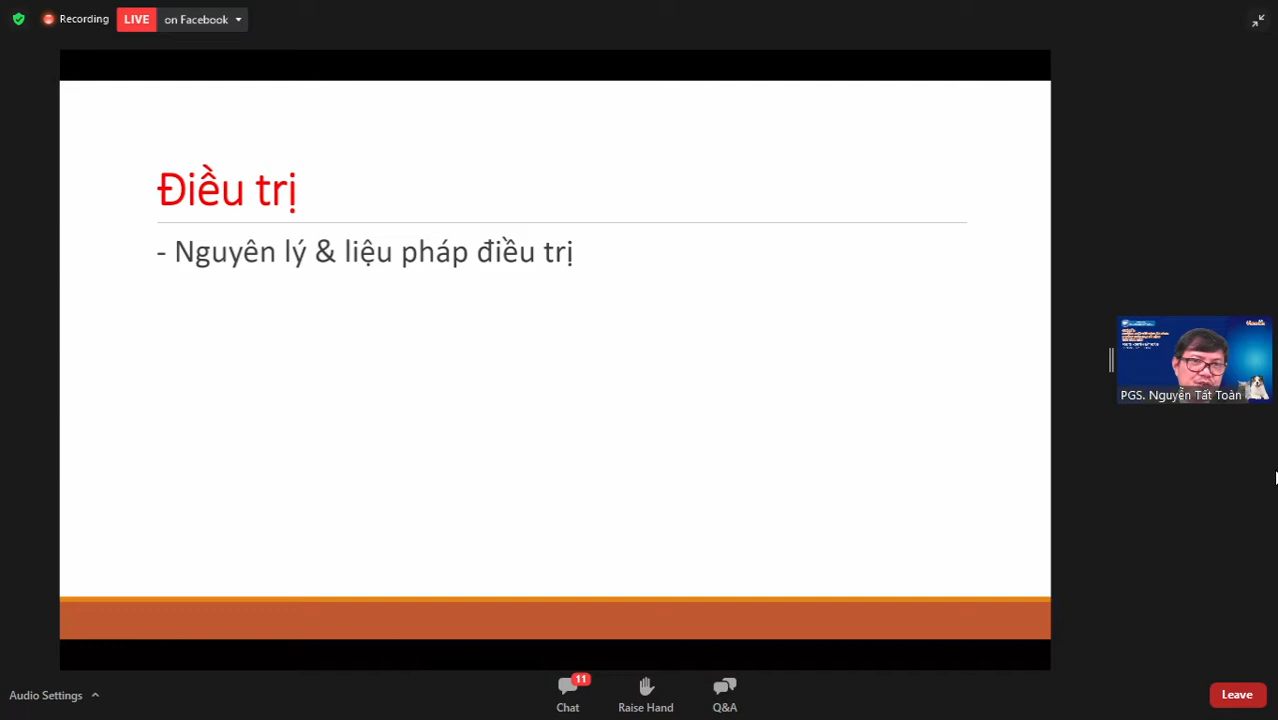 Recording
LIVE on Facebook
Điều trị
- Nguyên lý & liệu pháp điều trị
PGS. Nguyễn Tất Toàn
Audio Settings
11
Chat
Raise Hand
Q&A
Leave